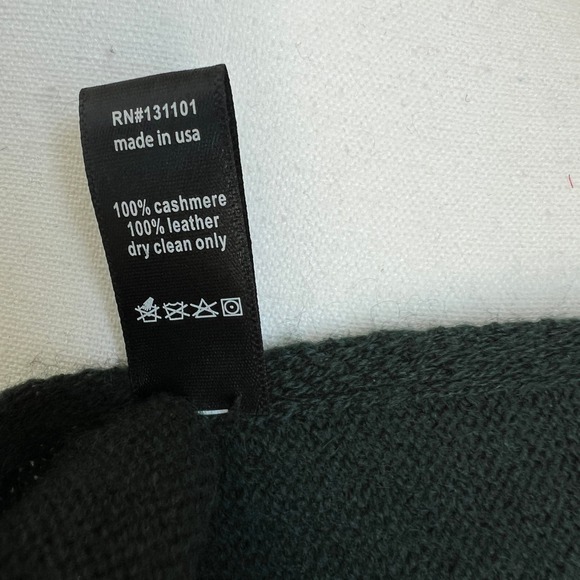 RN#131101
made in usa
100% cashmere
100% leather
dry clean only